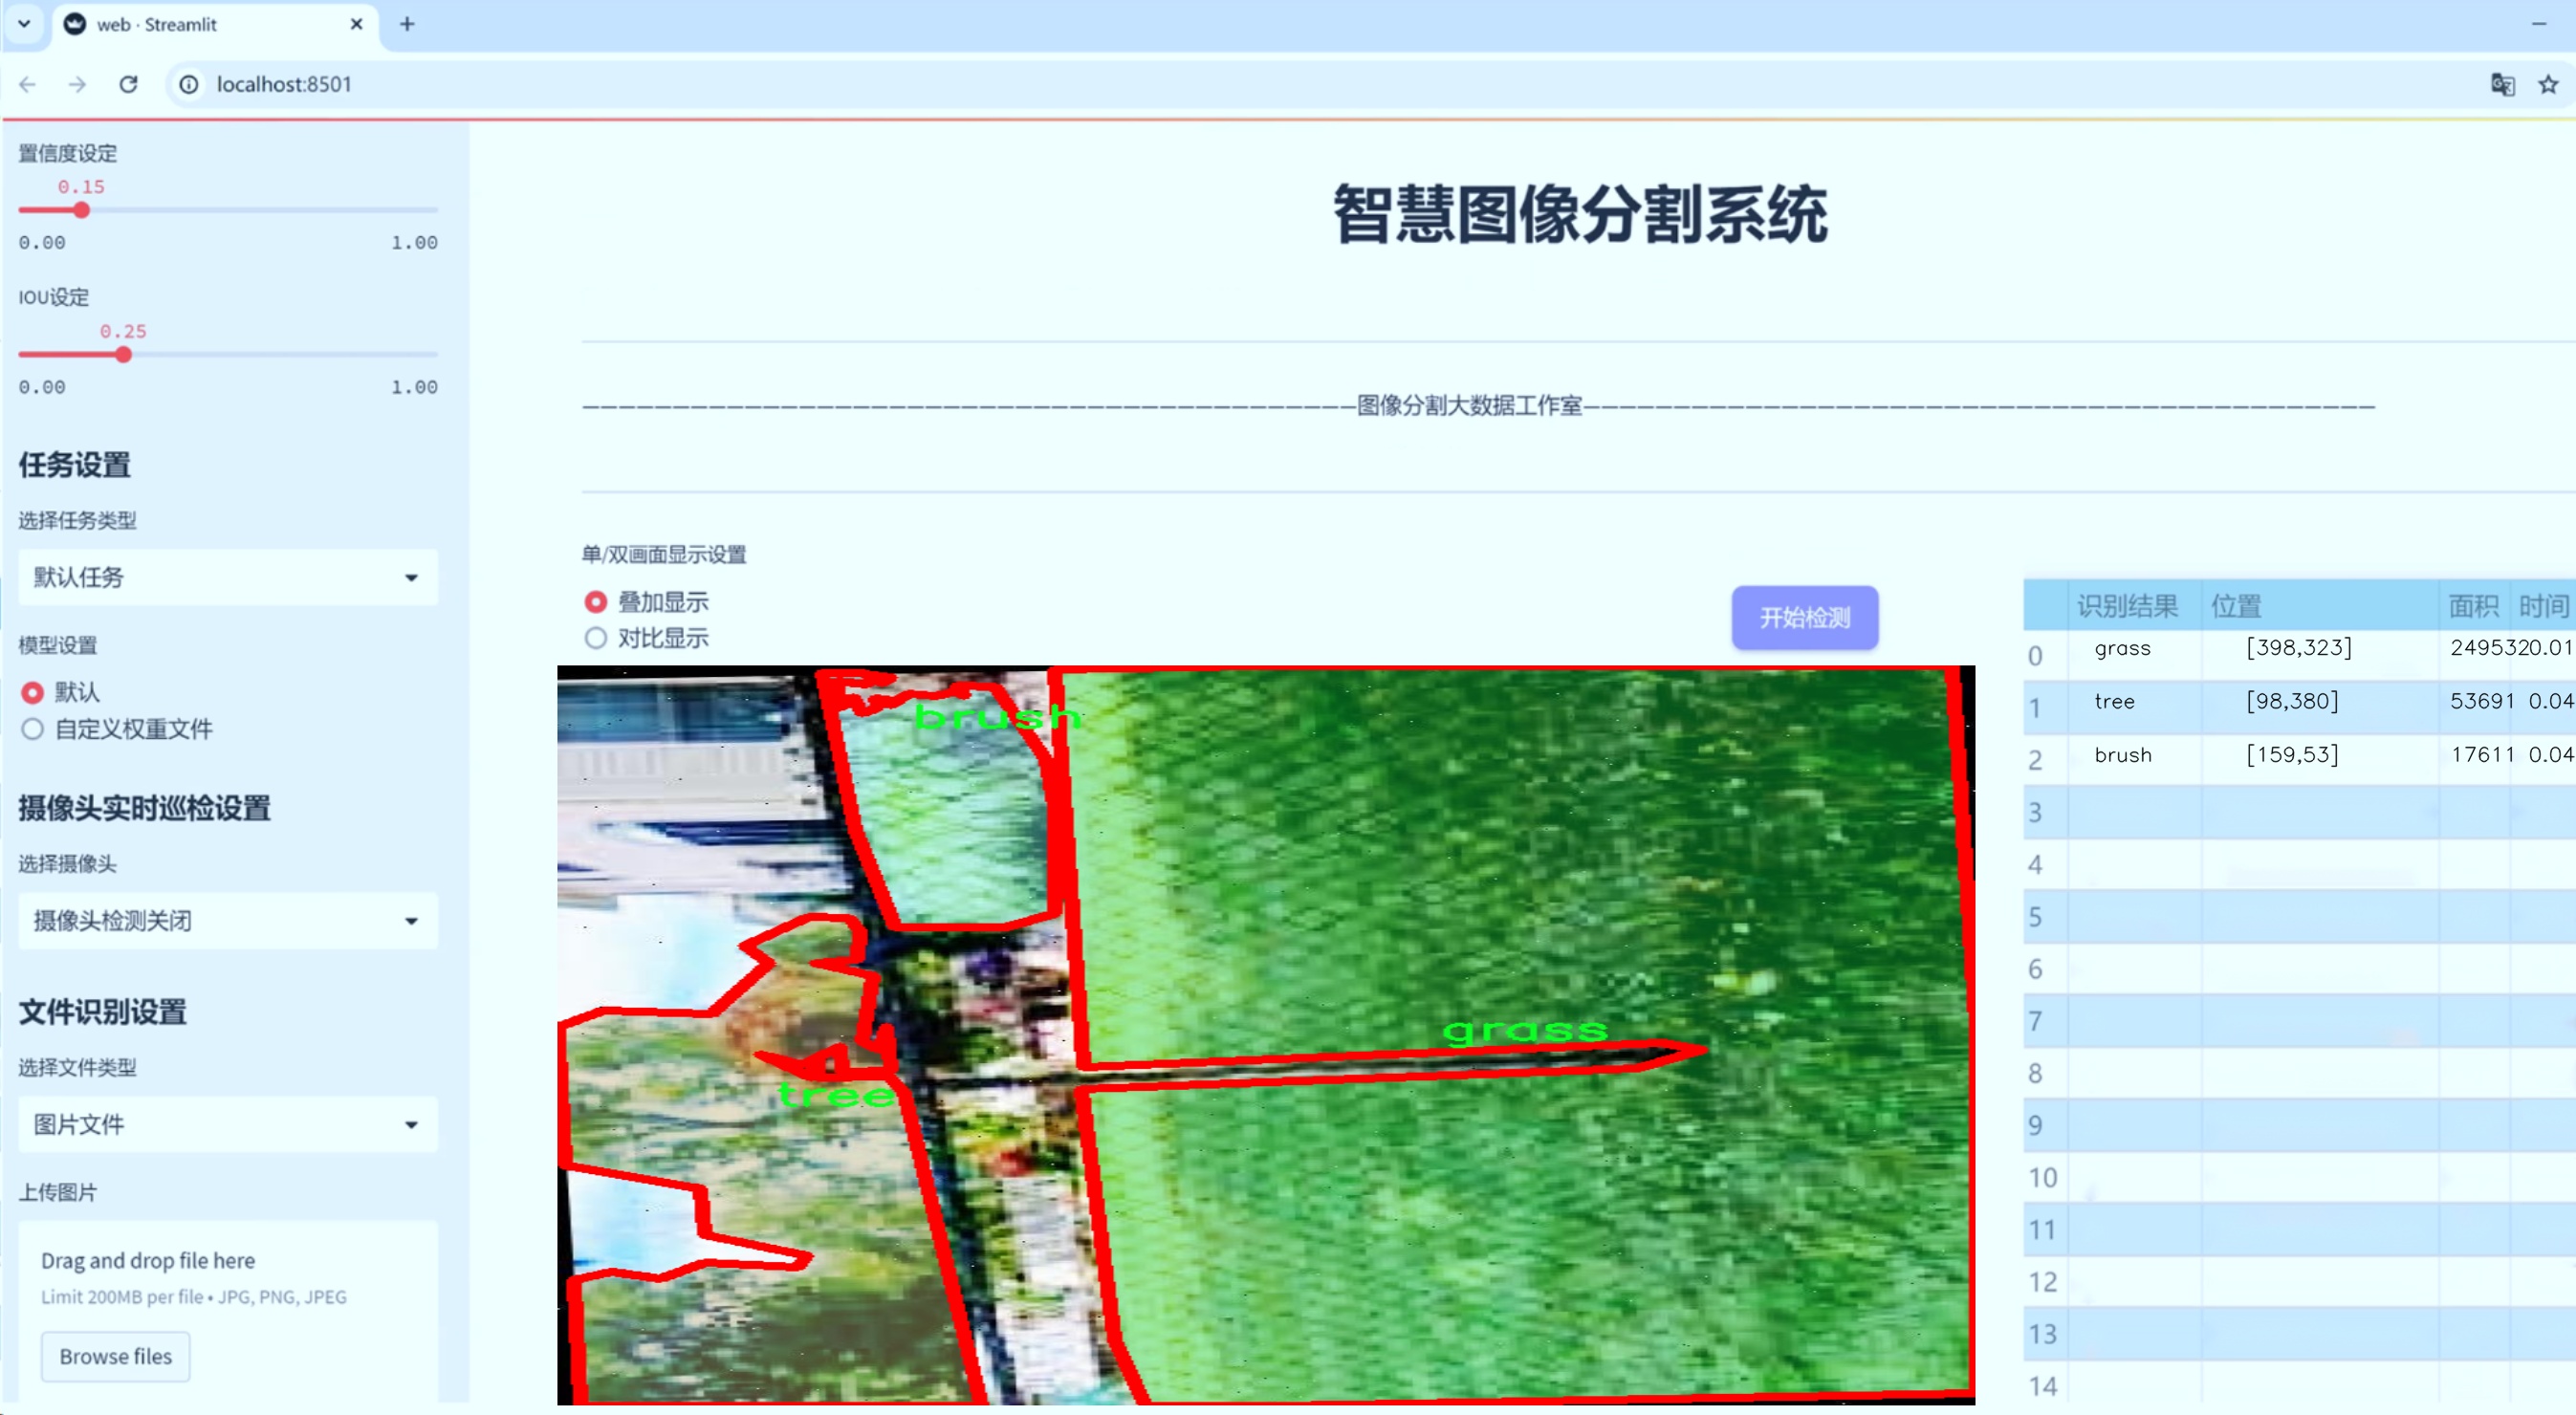 web · Streamlit
localhost:8501
置信度设定
0.15
0.00 1.00
IOU设定
0.25
0.00 1.00
任务设置
选择任务类型
默认任务
模型设置
默认
自定义权重文件
摄像头实时巡检设置
选择摄像头
摄像头检测关闭
文件识别设置
选择文件类型
图片文件
上传图片
Drag and drop file here
Limit 200MB per file • JPG, PNG, JPEG
Browse files
智慧图像分割系统
图像分割大数据工作室
单/双画面显示设置
叠加显示
对比显示
开始检测
brush
grass
tree
识别结果 位置 面积 时间
0 grass [398,323] 2495320.01
1 tree [98,380] 53691 0.04
2 brush [159,53] 17611 0.04
3
4
5
6
7
8
9
10
11
12
13
14